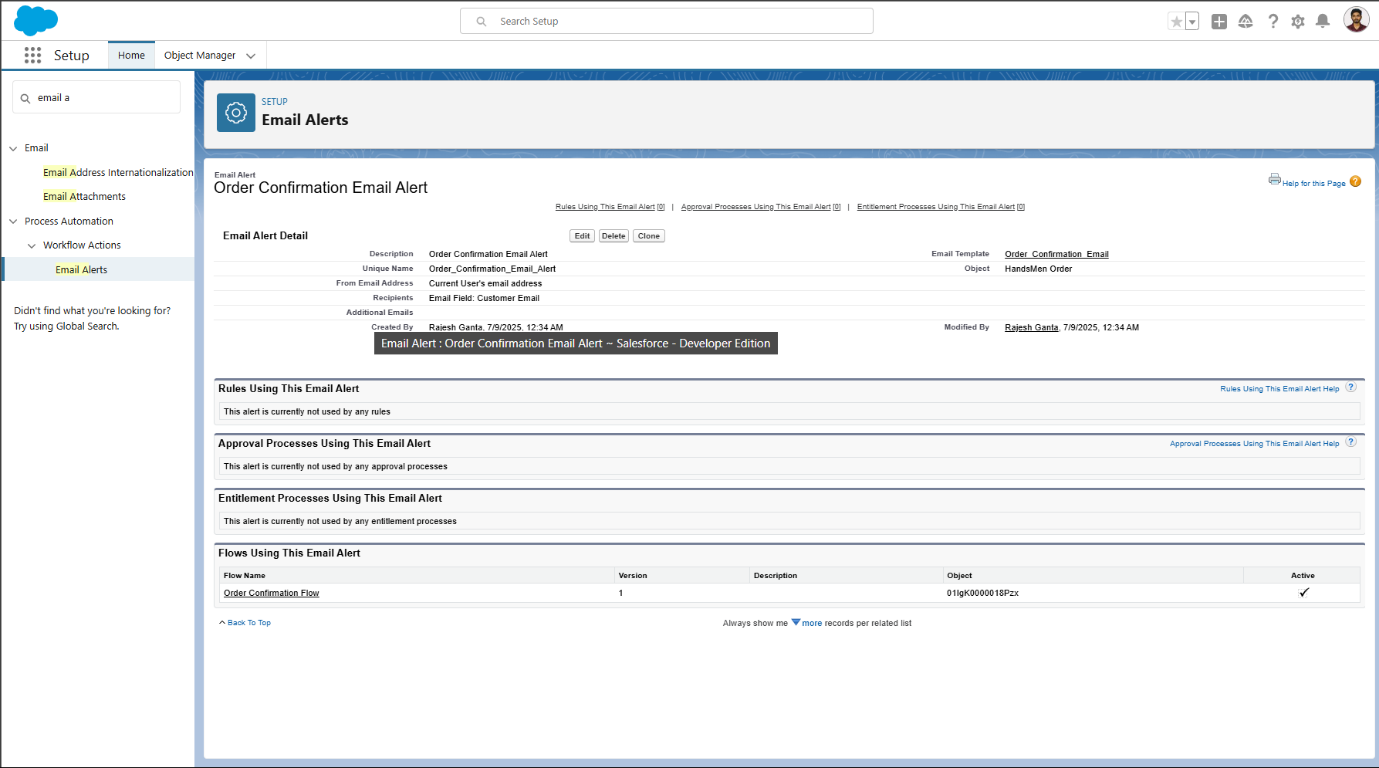 Search Setup
Setup
Home
Object Manager
email a
Email
Email Address Internationalization
Email Attachments
Process Automation
Workflow Actions
Email Alerts
Didn't find what you're looking for?
Try using Global Search.
SETUP
Email Alerts
Email Alert
Order Confirmation Email Alert
Help for this Page
Rules Using This Email Alert [0] | Approval Processes Using This Email Alert [0] | Entitlement Processes Using This Email Alert [0]
Email Alert Detail
Edit Delete Clone
Description Order Confirmation Email Alert Email Template Order_Confirmation_Email
Unique Name Order_Confirmation_Email_Alert Object HandsMen Order
From Email Address Current User's email address
Recipients Email Field: Customer Email
Additional Emails
Created By Rajesh Ganta, 7/9/2025, 12:34 AM Modified By Rajesh Ganta, 7/9/2025, 12:34 AM
Email Alert : Order Confirmation Email Alert ~ Salesforce - Developer Edition
Rules Using This Email Alert Rules Using This Email Alert Help ?
This alert is currently not used by any rules
Approval Processes Using This Email Alert Approval Processes Using This Email Alert Help ?
This alert is currently not used by any approval processes
Entitlement Processes Using This Email Alert
This alert is currently not used by any entitlement processes
Flows Using This Email Alert
Flow Name Version Description Object Active
Order Confirmation Flow 1 01IgK0000018Pzx
Back To Top Always show me more records per related list